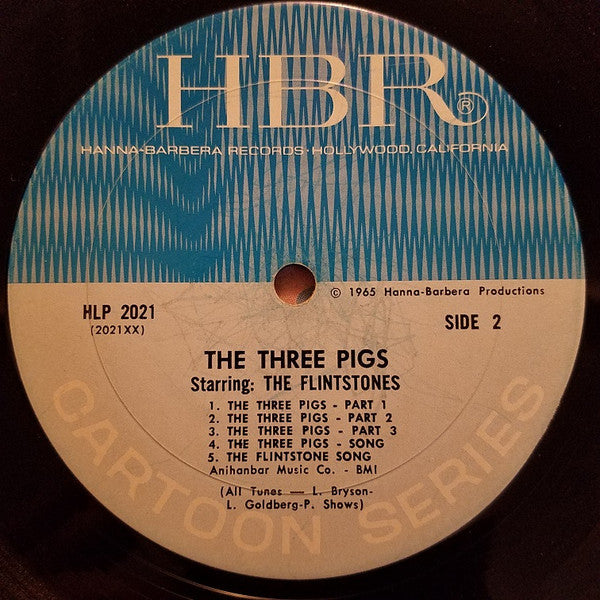 HBR®
HANNA-BARBERA RECORDS · HOLLYWOOD, CALIFORNIA
© 1965 Hanna-Barbera Productions
HLP 2021
(2021XX)
SIDE 2
THE THREE PIGS
Starring: THE FLINTSTONES
1. THE THREE PIGS - PART 1
2. THE THREE PIGS - PART 2
3. THE THREE PIGS - PART 3
4. THE THREE PIGS - SONG
5. THE FLINTSTONE SONG
Anihanbar Music Co. - BMI
(All Tunes — L. Bryson-
L. Goldberg-P. Shows)
CARTOON SERIES